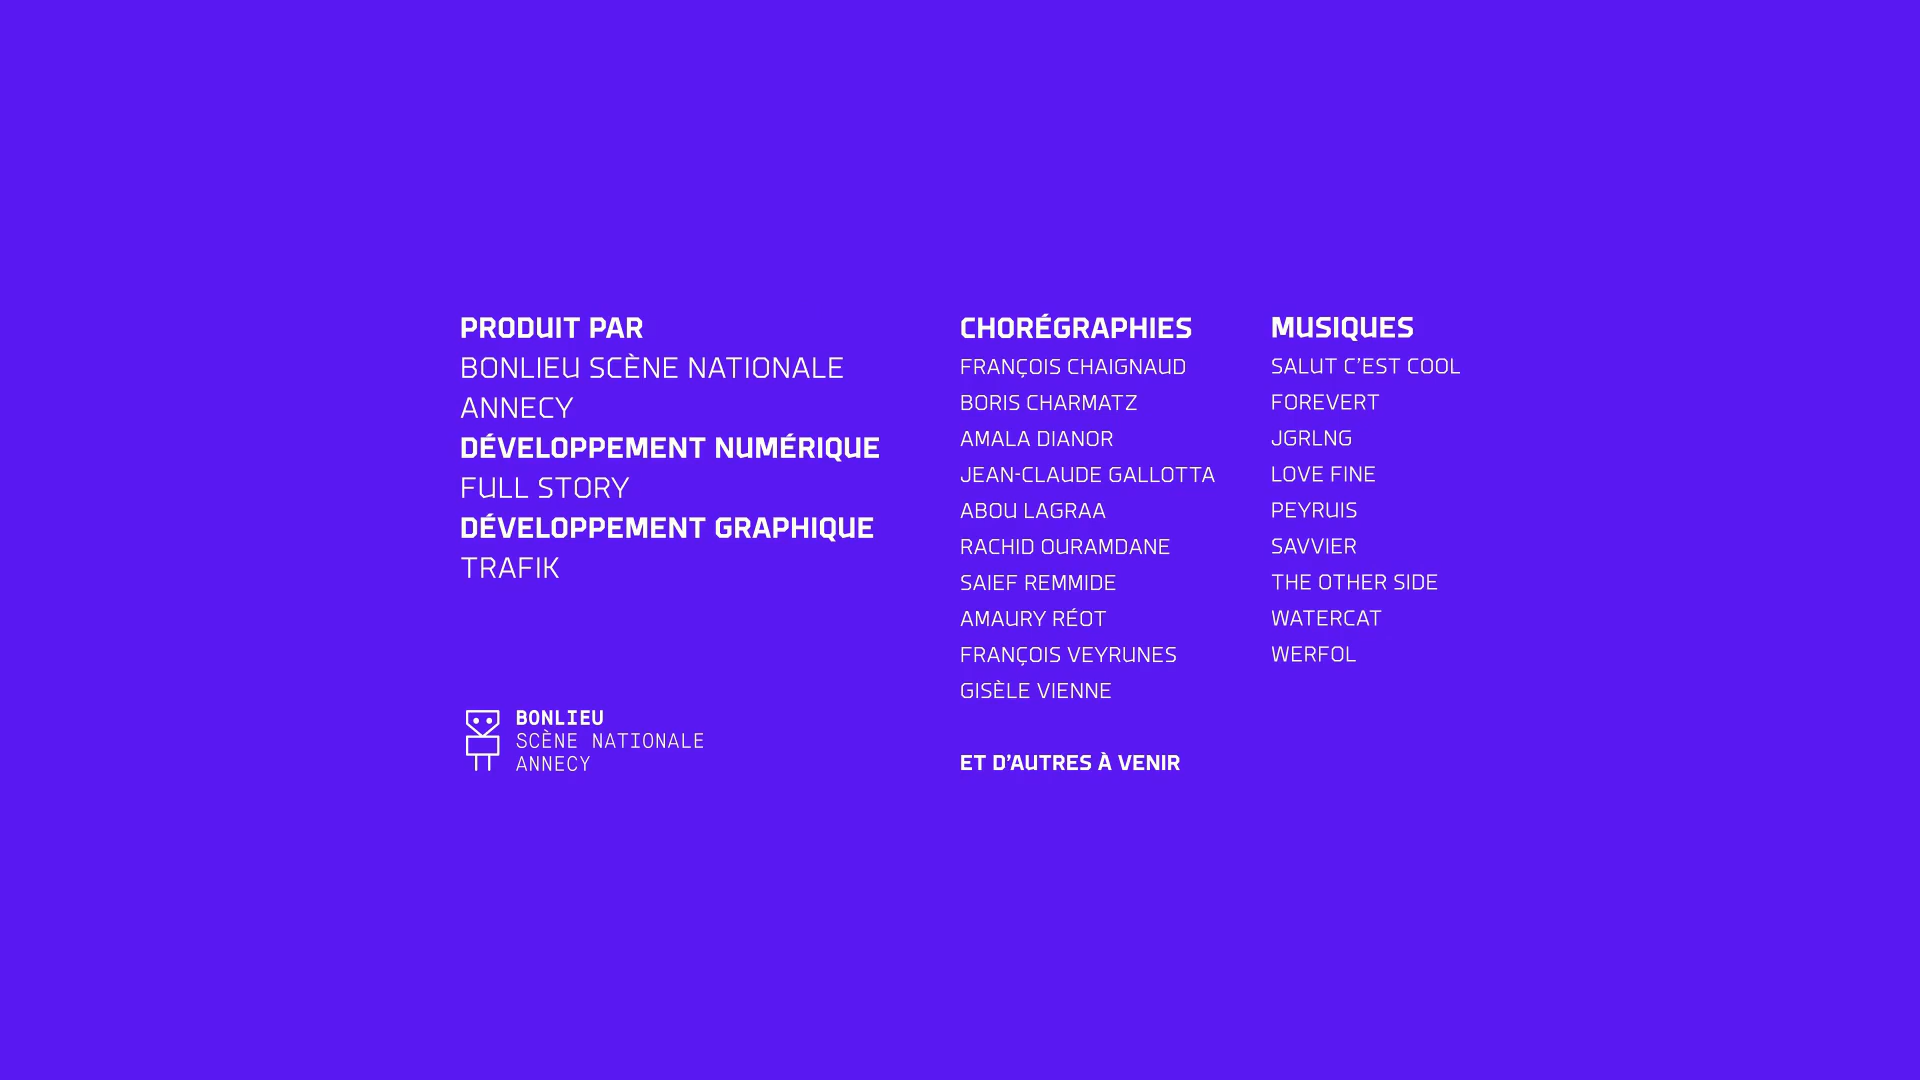 PRODUIT PAR
BONLIEU SCÈNE NATIONALE
ANNECY
DÉVELOPPEMENT NUMÉRIQUE
FULL STORY
DÉVELOPPEMENT GRAPHIQUE
TRAFIK
BONLIEU
SCÈNE NATIONALE
ANNECY
CHORÉGRAPHIES
FRANÇOIS CHAIGNAUD
BORIS CHARMATZ
AMALA DIANOR
JEAN-CLAUDE GALLOTTA
ABOU LAGRAA
RACHID OURAMDANE
SAIEF REMMIDE
AMAURY RÉOT
FRANÇOIS VEYRUNES
GISÈLE VIENNE
ET D’AUTRES À VENIR
MUSIQUES
SALUT C’EST COOL
FOREVERT
JGRLNG
LOVE FINE
PEYRUIS
SAVVIER
THE OTHER SIDE
WATERCAT
WERFOL